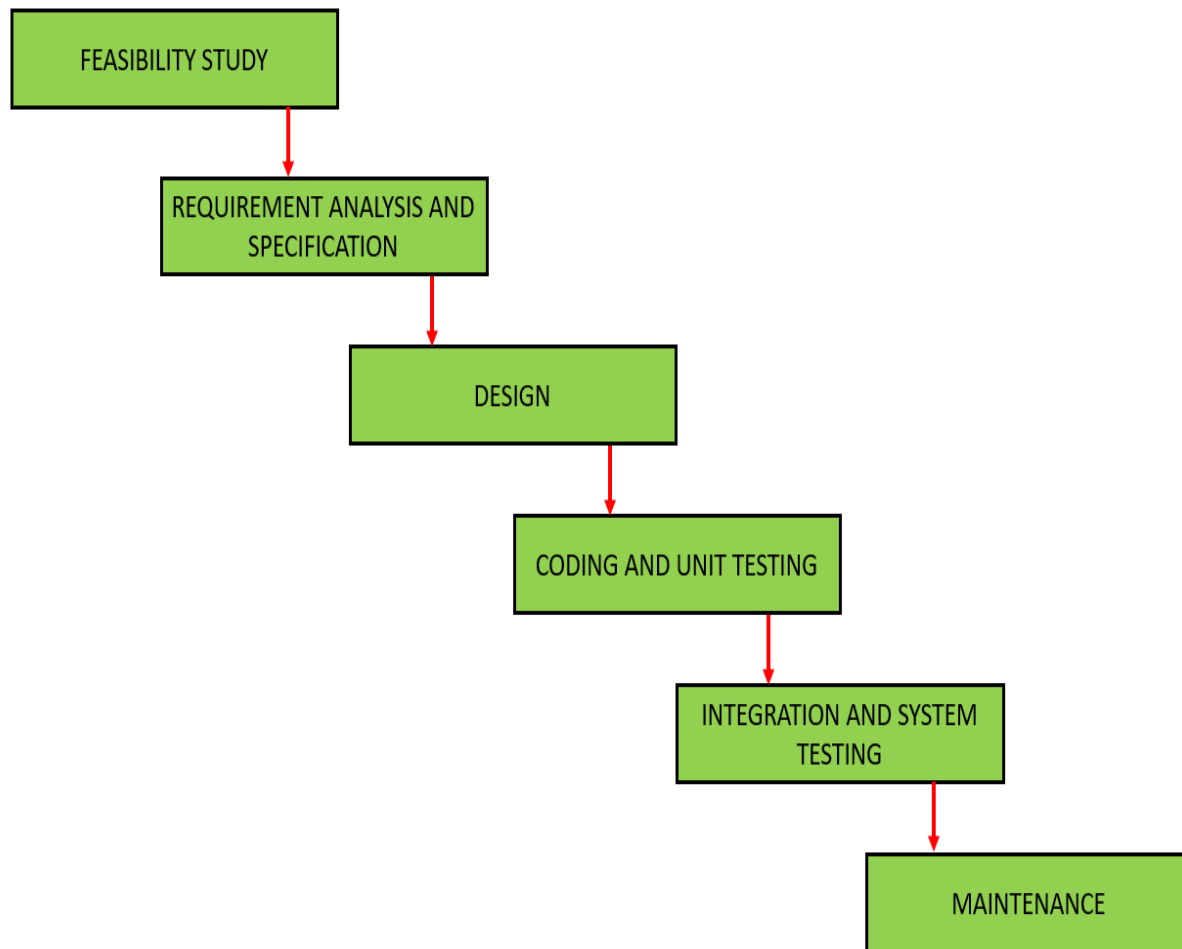 FEASIBILITY STUDY
REQUIREMENT ANALYSIS AND
SPECIFICATION
DESIGN
CODING AND UNIT TESTING
INTEGRATION AND SYSTEM
TESTING
MAINTENANCE